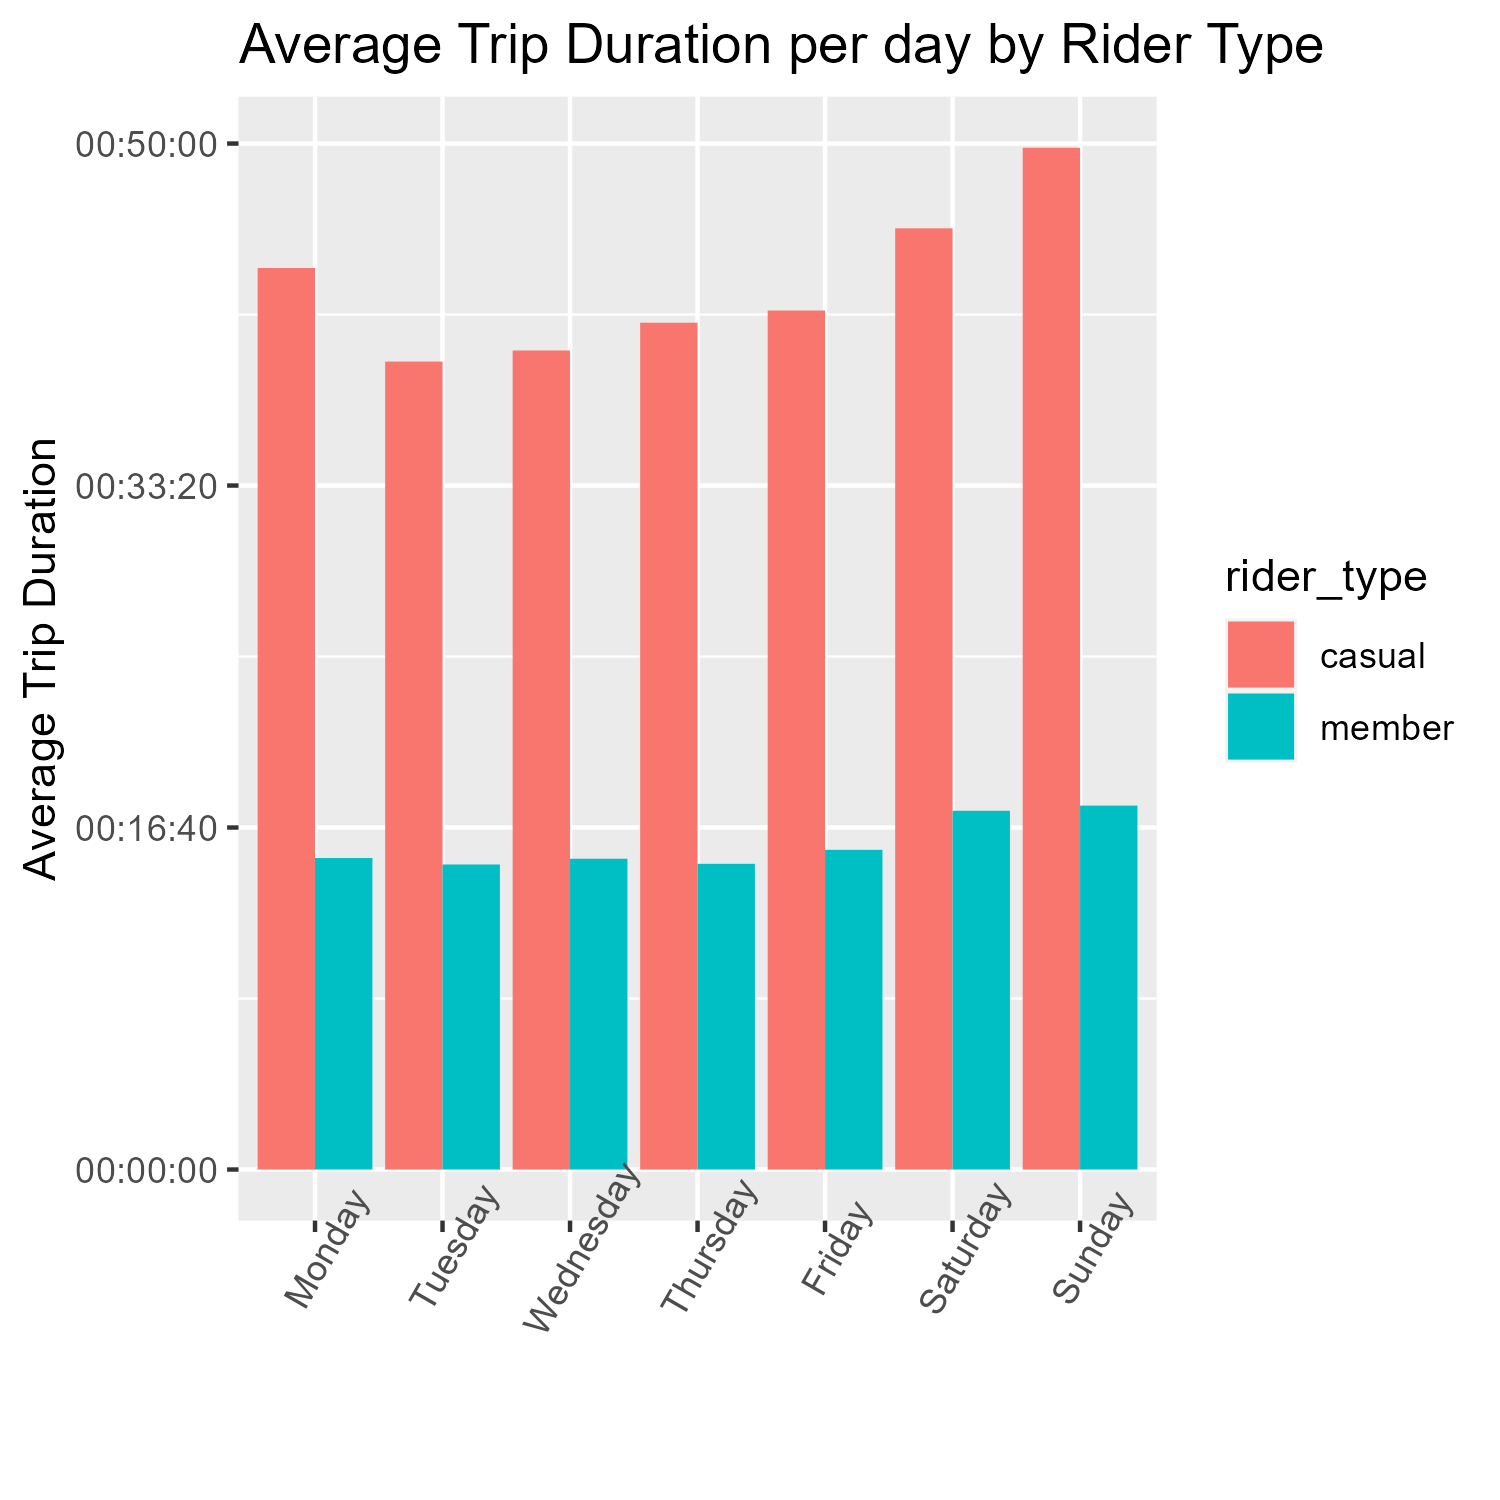 Average Trip Duration per day by Rider Type
Average Trip Duration
00:50:00
00:33:20
00:16:40
00:00:00
Monday
Tuesday
Wednesday
Thursday
Friday
Saturday
Sunday
rider_type
casual
member